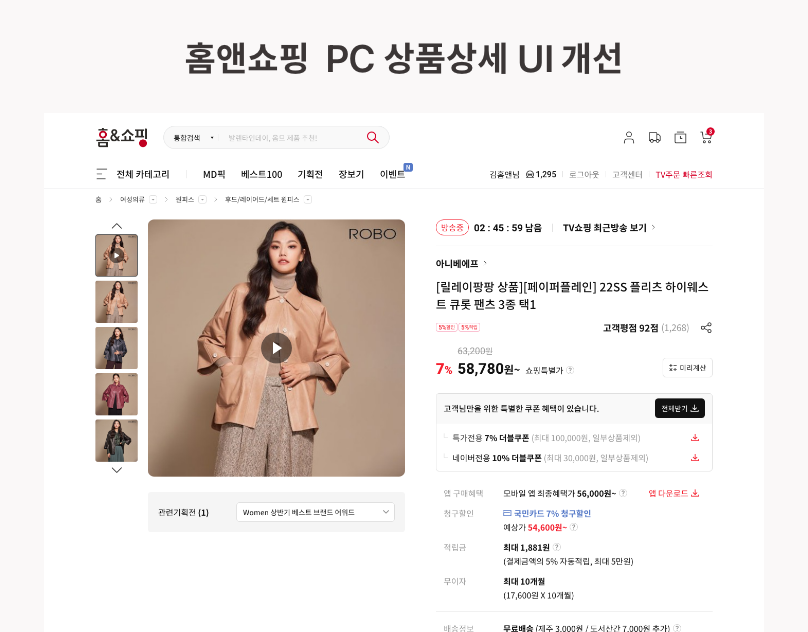 홈앤쇼핑 PC 상품상세 UI 개선
홈&쇼핑
통합검색
발렌타인데이, 홈쇼 제품 추천!
3
전체 카테고리 MD픽 베스트100 기획전 장보기 이벤트 N
김홈앤님 1,295 로그아웃 고객센터 TV주문 빠른조회
홈 > 여성의류 > 원피스 > 후드/레이어드/세트 원피스
ROBO
방송중 02 : 45 : 59 남음 TV쇼핑 최근방송 보기 >
아니베에프 >
[릴레이팡팡 상품][페이퍼플레인] 22SS 플리츠 하이웨스
트 큐롯 팬츠 3종 택1
5%할인 5%적립
고객평점 92점 (1,268)
63,200원
7% 58,780원~ 쇼핑특별가 ?
미리계산
고객님만을 위한 특별한 쿠폰 혜택이 있습니다. 전체받기
특가전용 7% 더블쿠폰 (최대 100,000원, 일부상품제외)
네이버전용 10% 더블쿠폰 (최대 30,000원, 일부상품제외)
앱 구매혜택 모바일 앱 최종혜택가 56,000원~ ? 앱 다운로드
청구할인 국민카드 7% 청구할인
예상가 54,600원~ ?
적립금 최대 1,881원 ?
(결제금액의 5% 자동적립, 최대 5만원)
무이자 최대 10개월
(17,600원 X 10개월)
배송정보 무료배송 (제주 3,000원 / 도서산간 7,000원 추가) ?
관련기획전 (1) Women 상반기 베스트 브랜드 어워드